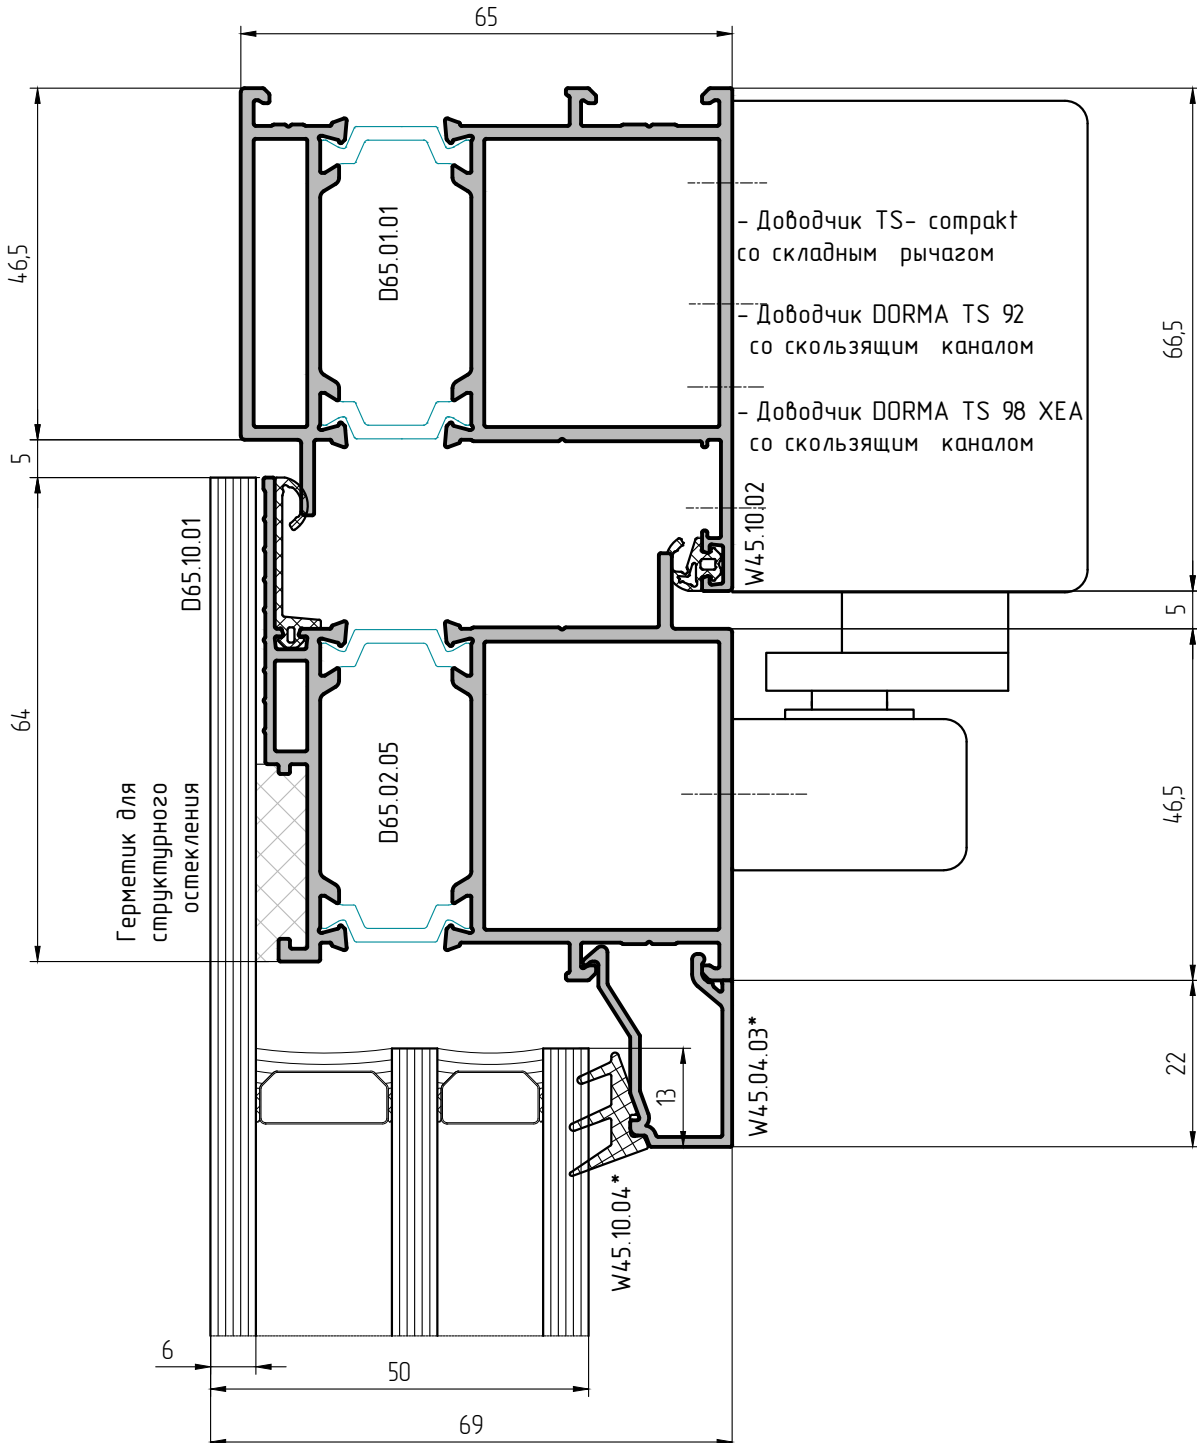 65
46,5
D65.01.01
- Доводчик TS- compakt
со складным рычагом
- Доводчик DORMA TS 92
со скользящим каналом
- Доводчик DORMA TS 98 XEA
со скользящим каналом
66,5
5
D65.10.01
W45.10.02
5
64
Герметик для
структурного
остекления
D65.02.05
46,5
W45.04.03*
22
13
W45.10.04*
6
50
69